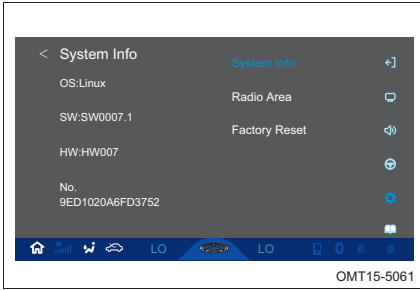 < System Info
OS:Linux
SW:SW0007.1
HW:HW007
No.
9ED1020A6FD3752
System Info
Radio Area
Factory Reset
LO
LO
OMT15-5061